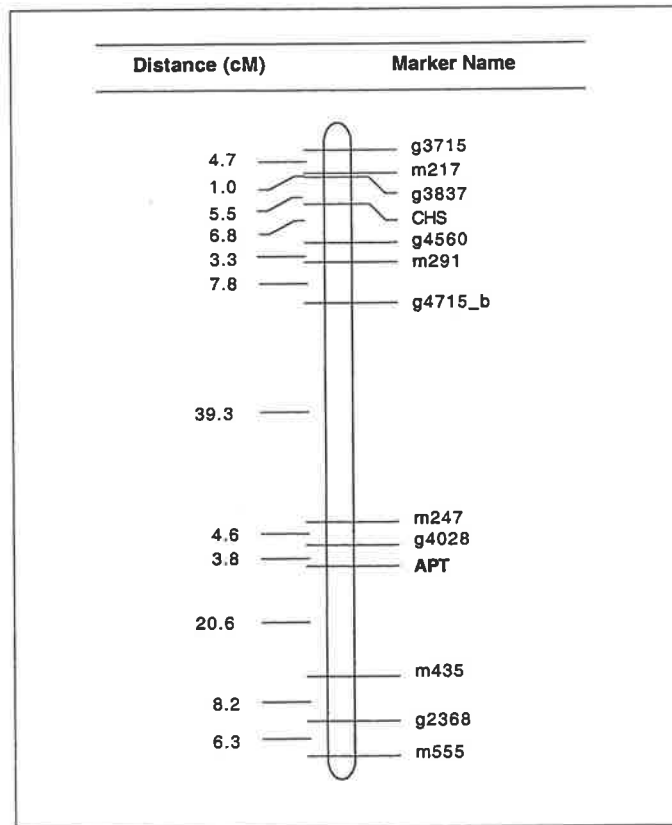 Distance (cM) Marker Name
g3715
4.7
m217
1.0
g3837
5.5
CHS
6.8
g4560
3.3
m291
7.8
g4715_b
39.3
m247
4.6
g4028
3.8
APT
20.6
m435
8.2
g2368
6.3
m555